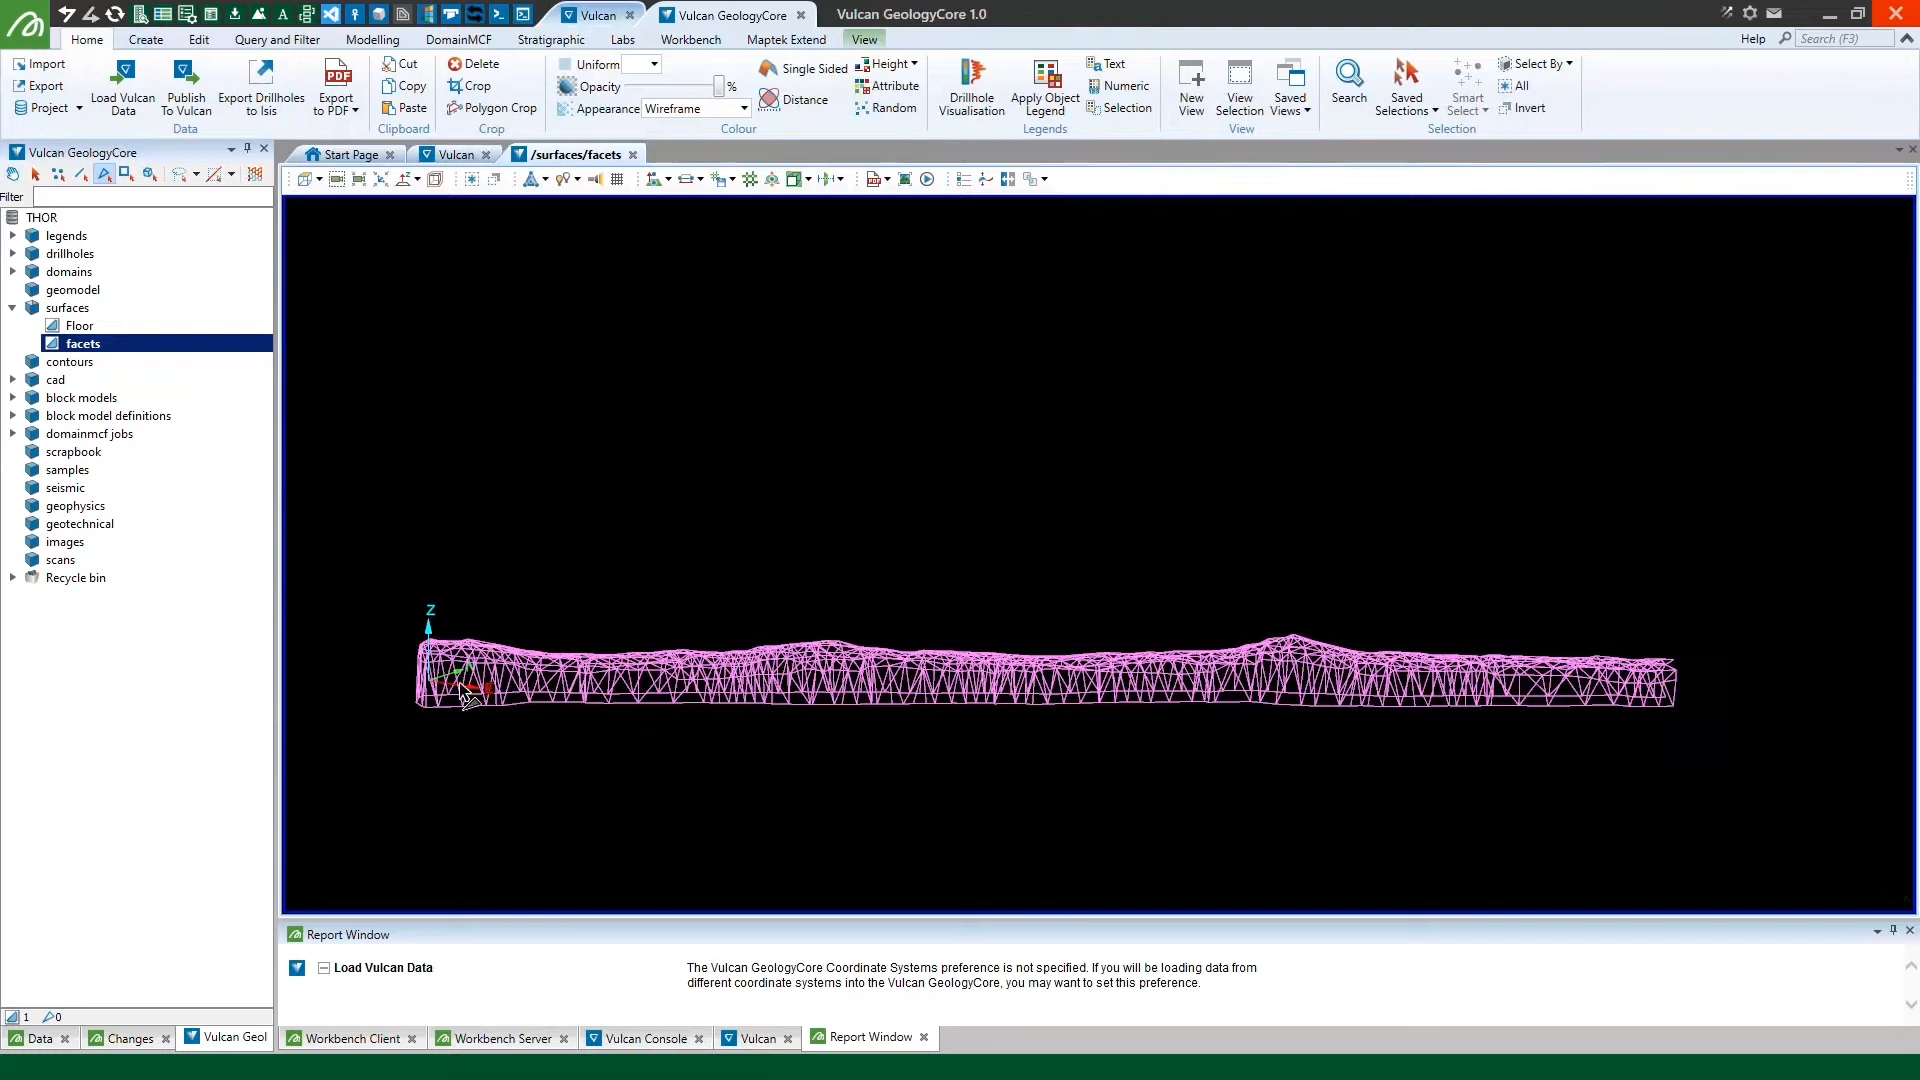 Vulcan
Vulcan GeologyCore
Vulcan GeologyCore 1.0
Home
Create
Edit
Query and Filter
Modelling
DomainMCF
Stratigraphic
Labs
Workbench
Maptek Extend
View
Help
Search (F3)
Import
Export
Project
Load Vulcan
Data
Publish
To Vulcan
Export Drillholes
to Isis
Export
to PDF
Data
Cut
Copy
Paste
Clipboard
Delete
Crop
Polygon Crop
Crop
Uniform
Opacity
%
Appearance
Wireframe
Single Sided
Distance
Height
Attribute
Random
Colour
Drillhole
Visualisation
Apply Object
Legend
Text
Numeric
Selection
Legends
New
View
View
Selection
Saved
Views
View
Search
Saved
Selections
Smart
Select
Select By
All
Invert
Selection
Vulcan GeologyCore
Filter
THOR
legends
drillholes
domains
geomodel
surfaces
Floor
facets
contours
cad
block models
block model definitions
domainmcf jobs
scrapbook
samples
seismic
geophysics
geotechnical
images
scans
Recycle bin
1
0
Data
Changes
Vulcan Geol
Start Page
Vulcan
/surfaces/facets
Z
Report Window
Load Vulcan Data
The Vulcan GeologyCore Coordinate Systems preference is not specified. If you will be loading data from
different coordinate systems into the Vulcan GeologyCore, you may want to set this preference.
Workbench Client
Workbench Server
Vulcan Console
Vulcan
Report Window